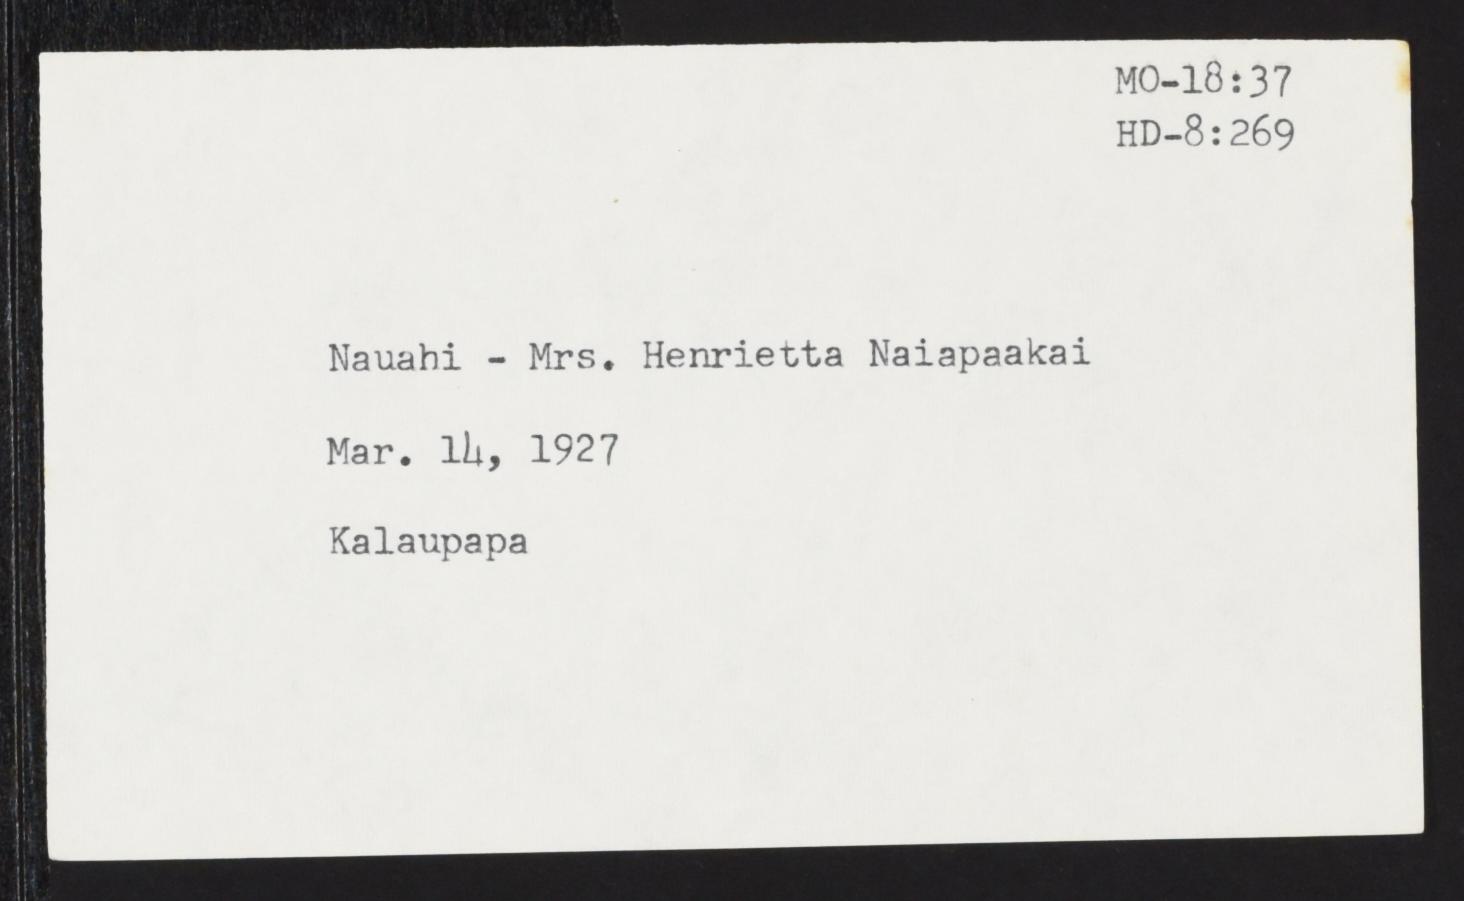 MO-18:37
HD-8:269
Nauahi - Mrs. Henrietta Naiapaakai
Mar. 14, 1927
Kalaupapa